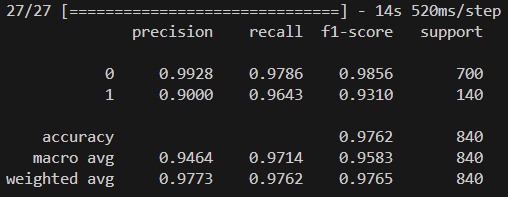 27/27 [==============================] - 14s 520ms/step
              precision    recall  f1-score   support

           0     0.9928    0.9786    0.9856       700
           1     0.9000    0.9643    0.9310       140

    accuracy                         0.9762       840
   macro avg     0.9464    0.9714    0.9583       840
weighted avg     0.9773    0.9762    0.9765       840